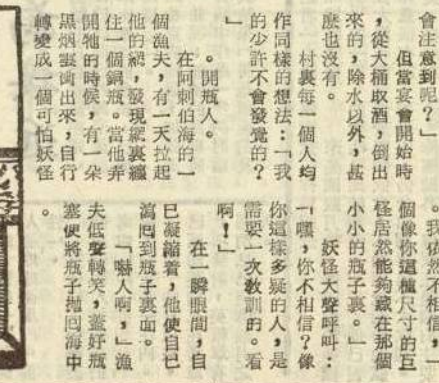 會注意到呢?」
但當宴會開始時
,從大桶取酒,倒出
來的,除水以外,甚
麼也沒有。
村裏每一個人均
作同樣的想法:「我
的少許不會發覺的?
」
。開瓶人。
在阿剌伯海的一
個漁夫,有一天拉起
他的網,發現網裏纏
住一個銅瓶。當他弄
開牠的時候,有一朵
黑烟衝出來,自行
轉變成一個可怕妖怪
。我依然不相信,一
個像你這種尺寸的巨
怪居然能夠藏在那個
小小的瓶子裏。」
妖怪大聲呼叫:
「嘿,你不相信?像
你這樣多疑的人,是
需要一次教訓的。看
啊!」
在一瞬眼間,自
已凝縮着,他使自已
瀉囘到瓶子裏面。
「嚇人啊,」漁
夫低聲轉笑,蓋好瓶
塞便將瓶子抛囘海中
。